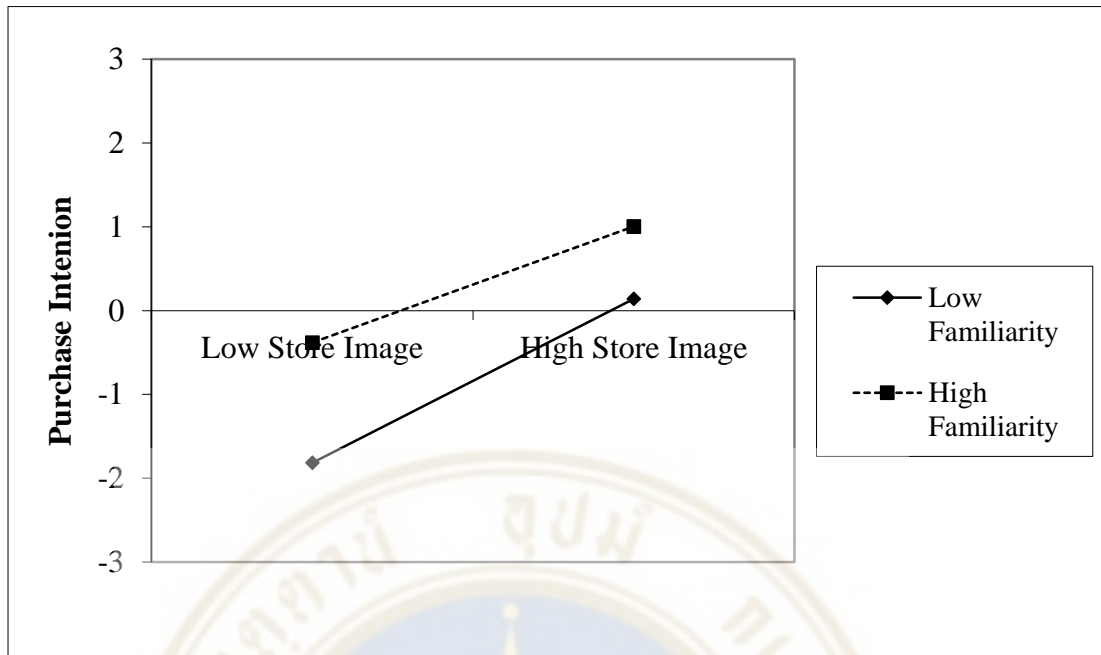 3
2
1
0
-1
-2
-3
Purchase Intenion
Low Store Image
High Store Image
Low
Familiarity
High
Familiarity